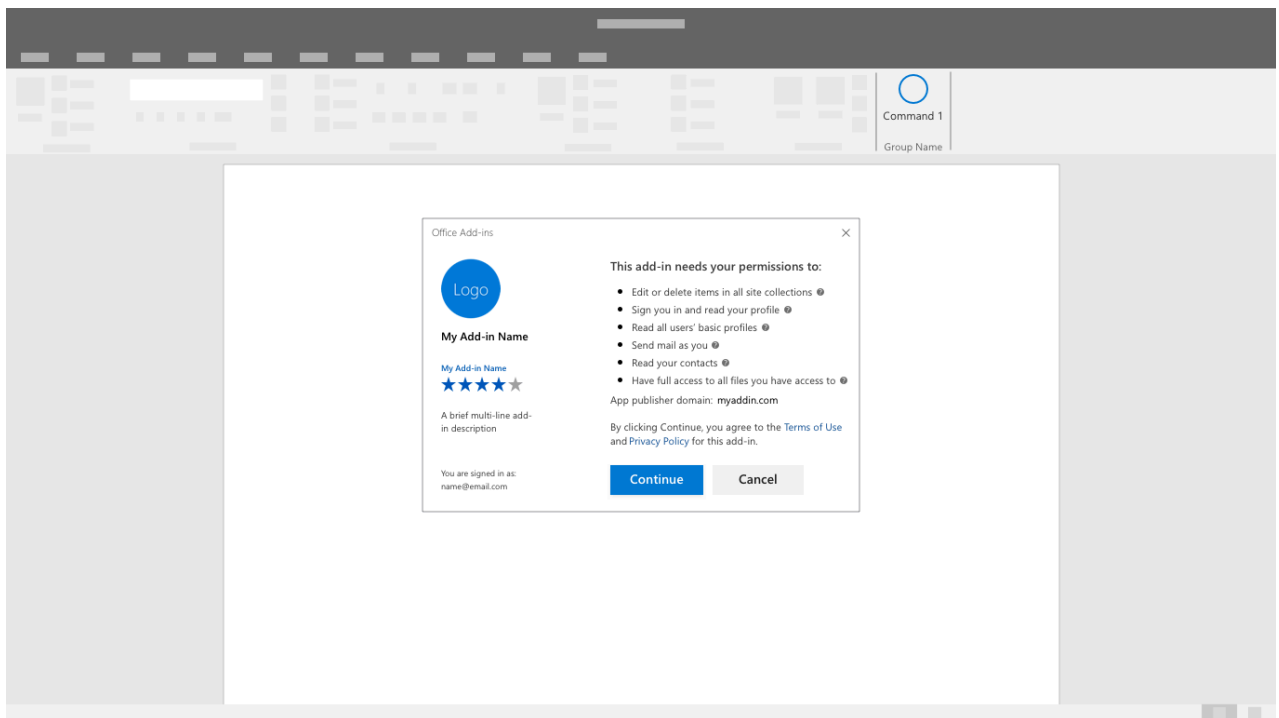 Command 1
Group Name
Office Add-ins
Logo
My Add-in Name
My Add-in Name
A brief multi-line add-
in description
You are signed in as:
name@email.com
This add-in needs your permissions to:
Edit or delete items in all site collections
Sign you in and read your profile
Read all users' basic profiles
Send mail as you
Read your contacts
Have full access to all files you have access to
App publisher domain: myaddin.com
By clicking Continue, you agree to the Terms of Use
and Privacy Policy for this add-in.
Continue
Cancel